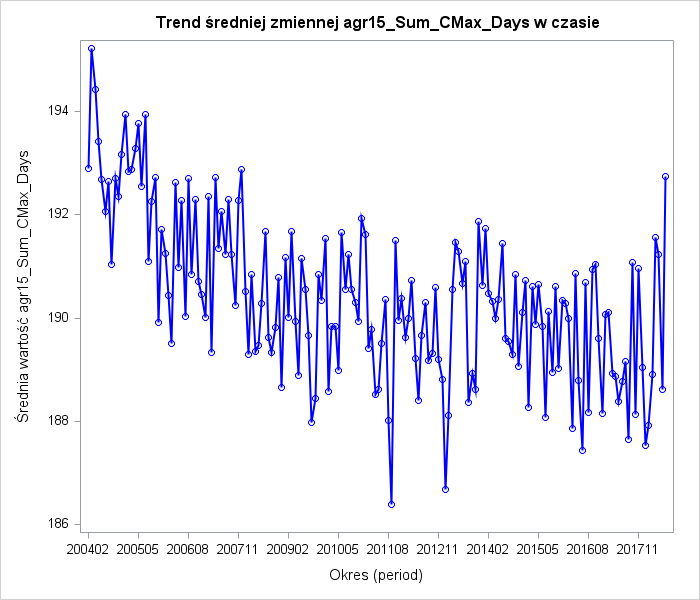 Trend średniej zmiennej agr15_Sum_CMax_Days w czasie
Średnia wartość agr15_Sum_CMax_Days
194
192
190
188
186
200402 200505 200608 200711 200902 201005 201108 201211 201402 201505 201608 201711
Okres (period)